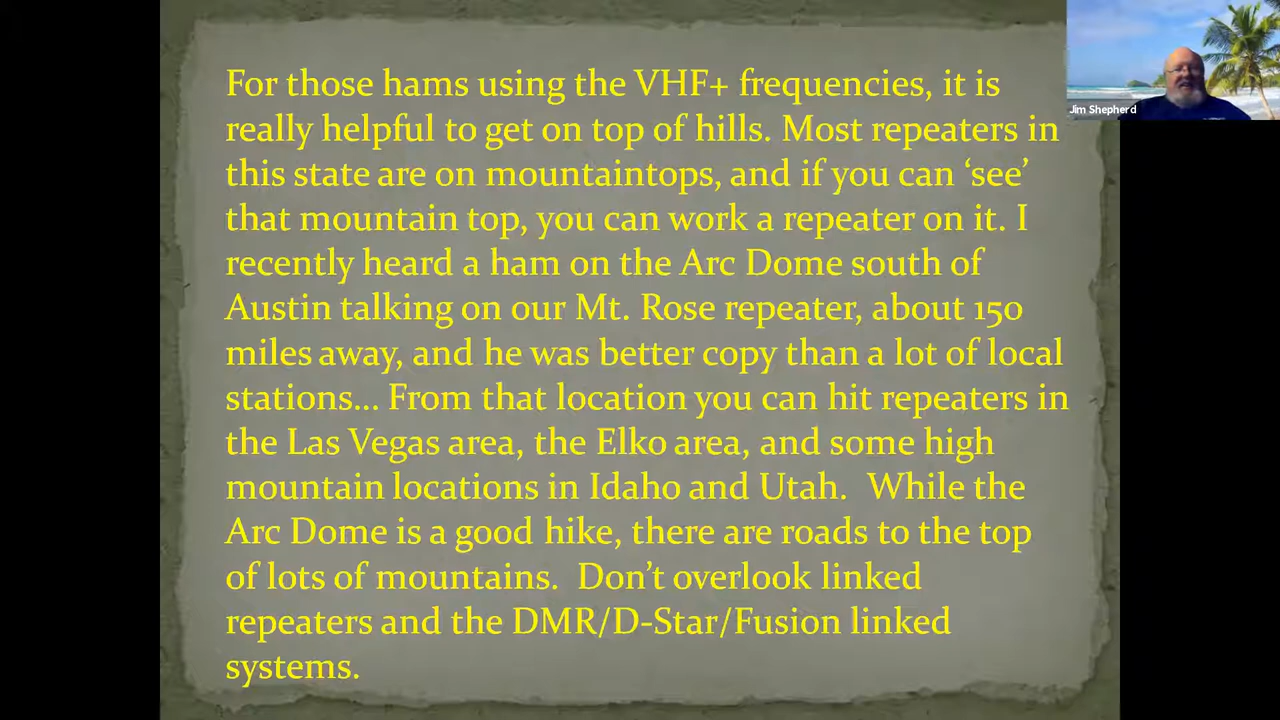 For those hams using the VHF+ frequencies, it is
really helpful to get on top of hills. Most repeaters in
this state are on mountaintops, and if you can ‘see’
that mountain top, you can work a repeater on it. I
recently heard a ham on the Arc Dome south of
Austin talking on our Mt. Rose repeater, about 150
miles away, and he was better copy than a lot of local
stations... From that location you can hit repeaters in
the Las Vegas area, the Elko area, and some high
mountain locations in Idaho and Utah.  While the
Arc Dome is a good hike, there are roads to the top
of lots of mountains.  Don’t overlook linked
repeaters and the DMR/D-Star/Fusion linked
systems.
Jim Shepherd